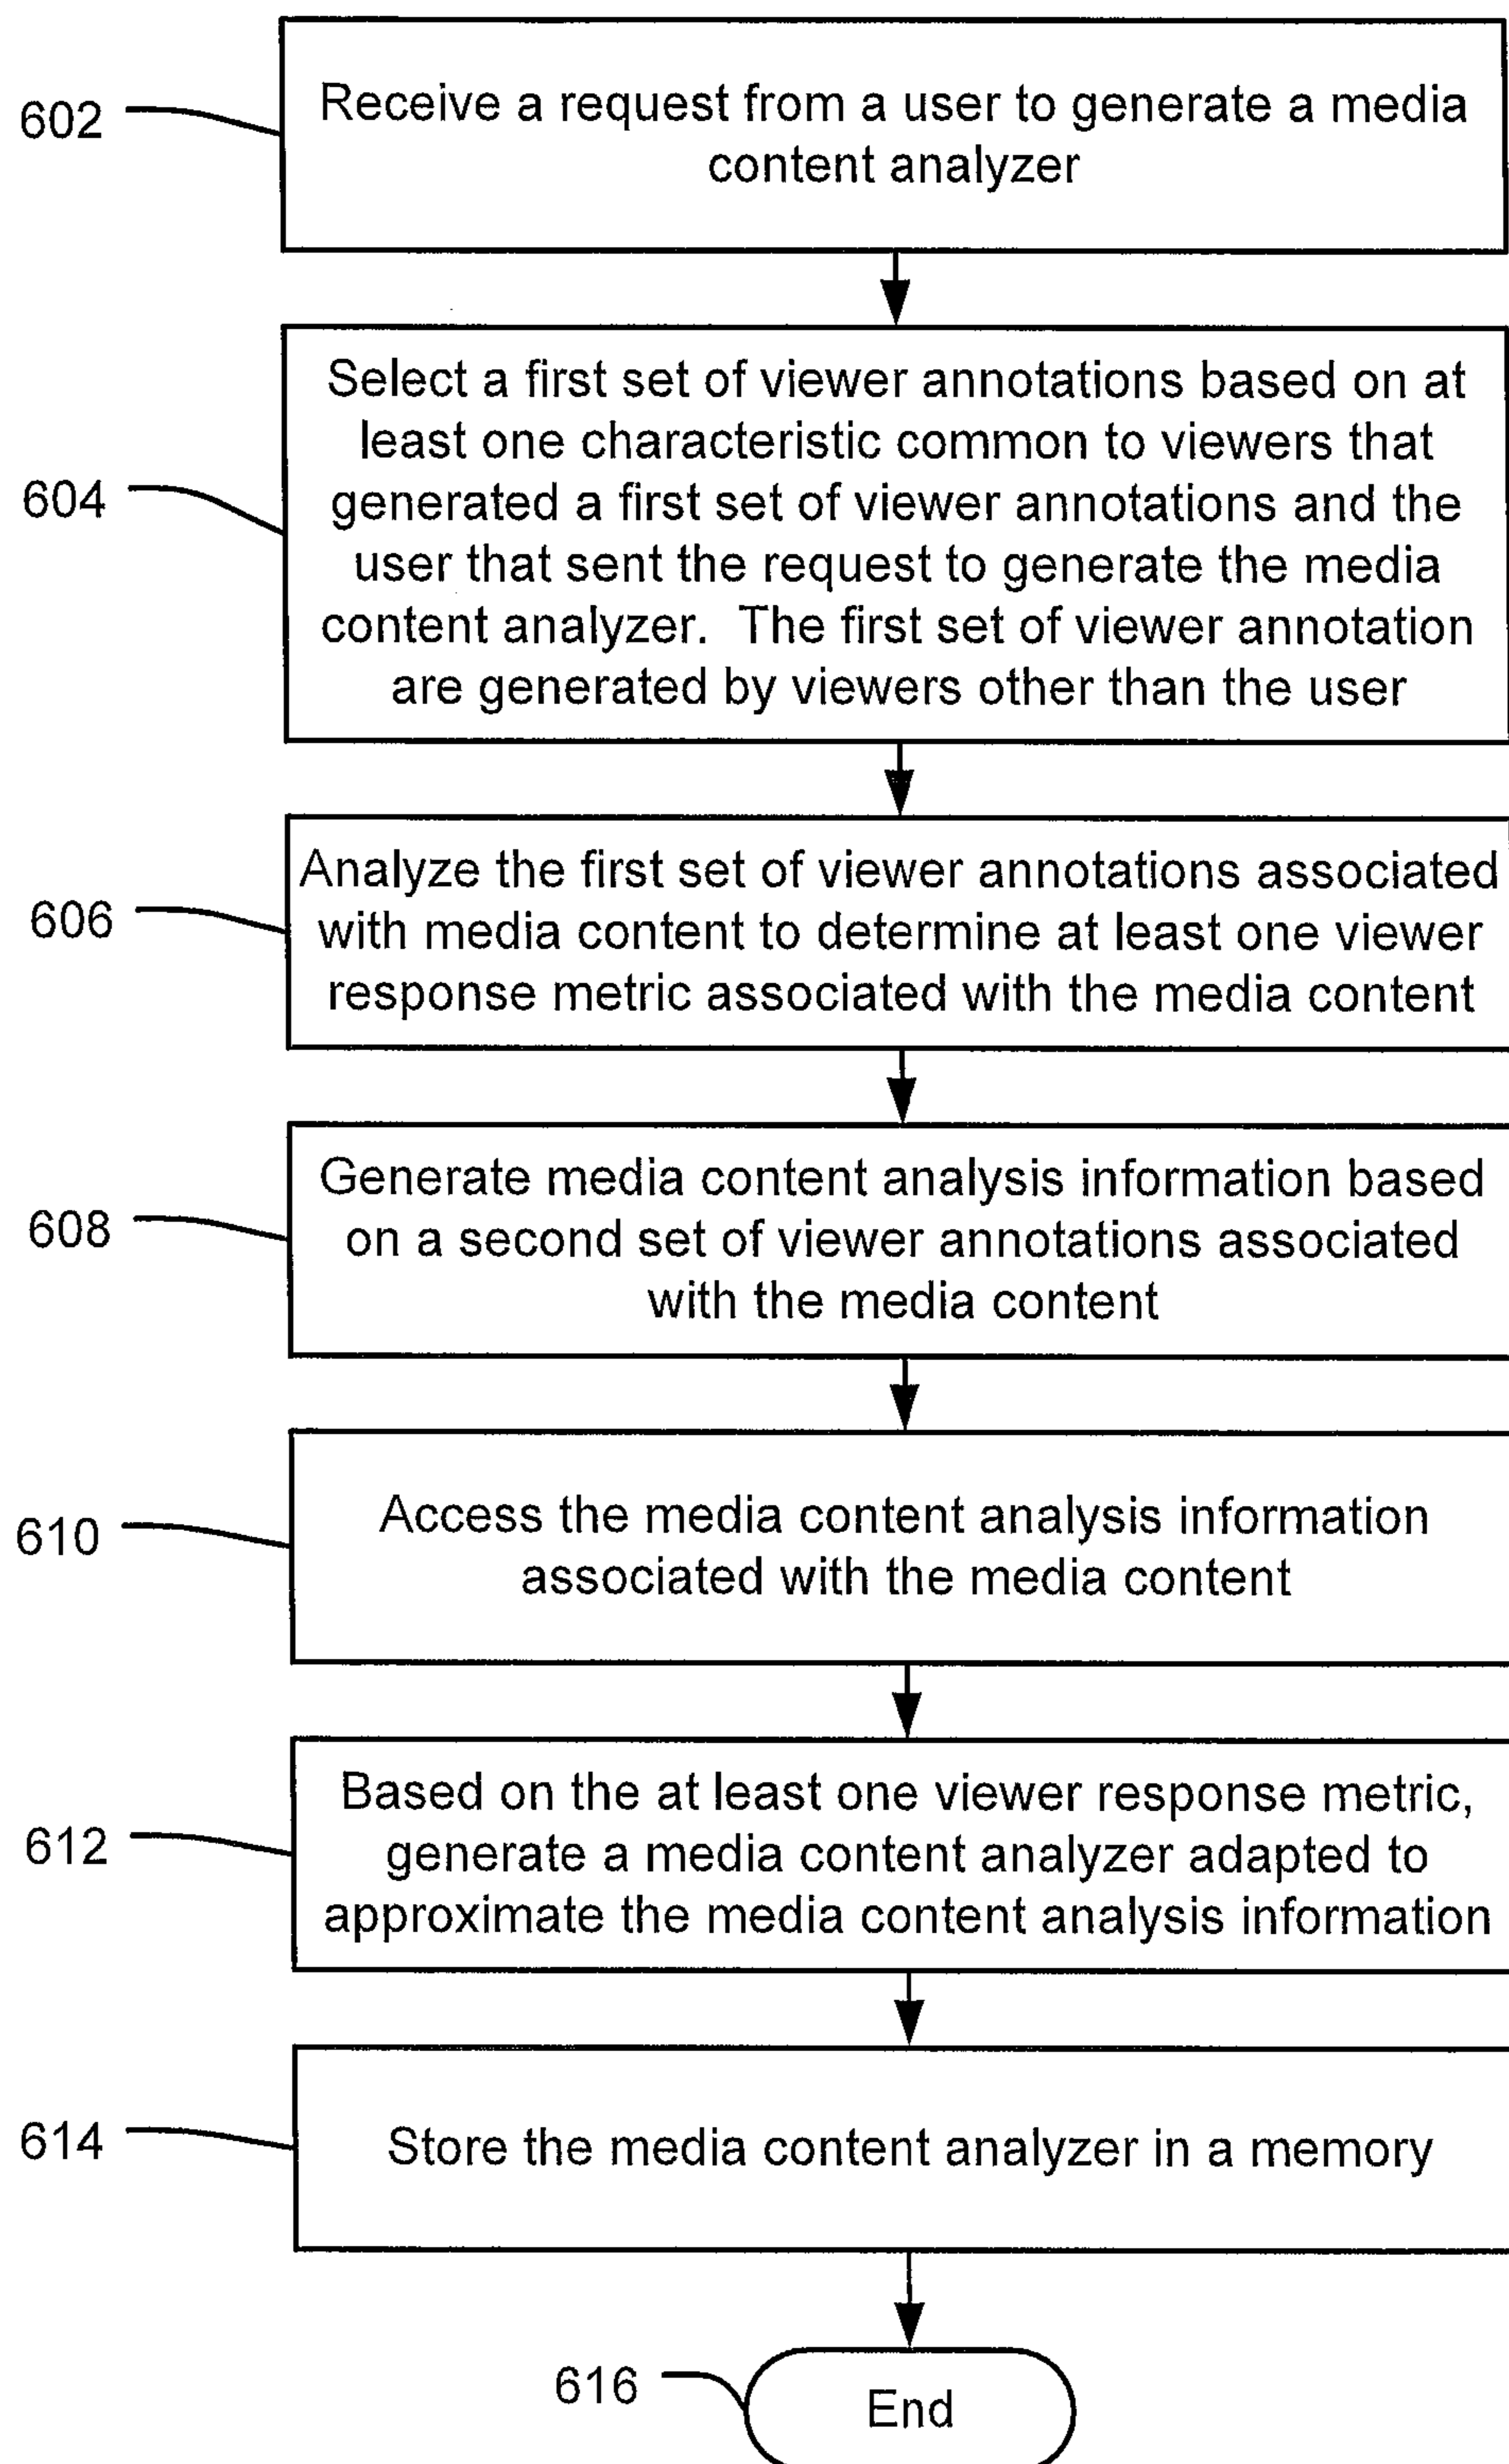 602
Receive a request from a user to generate a media
content analyzer
604
Select a first set of viewer annotations based on at
least one characteristic common to viewers that
generated a first set of viewer annotations and the
user that sent the request to generate the media
content analyzer.  The first set of viewer annotation
are generated by viewers other than the user
606
Analyze the first set of viewer annotations associated
with media content to determine at least one viewer
response metric associated with the media content
608
Generate media content analysis information based
on a second set of viewer annotations associated
with the media content
610
Access the media content analysis information
associated with the media content
612
Based on the at least one viewer response metric,
generate a media content analyzer adapted to
approximate the media content analysis information
614
Store the media content analyzer in a memory
616
End